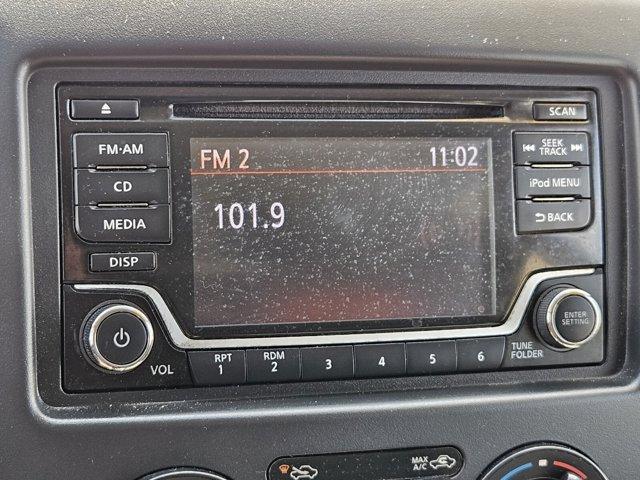 SCAN
FM·AM
CD
MEDIA
DISP
FM 2 11:02
101.9
SEEK
TRACK
iPod MENU
BACK
ENTER
SETTING
VOL
TUNE
FOLDER
RPT
1
RDM
2
3
4
5
6
MAX
A/C